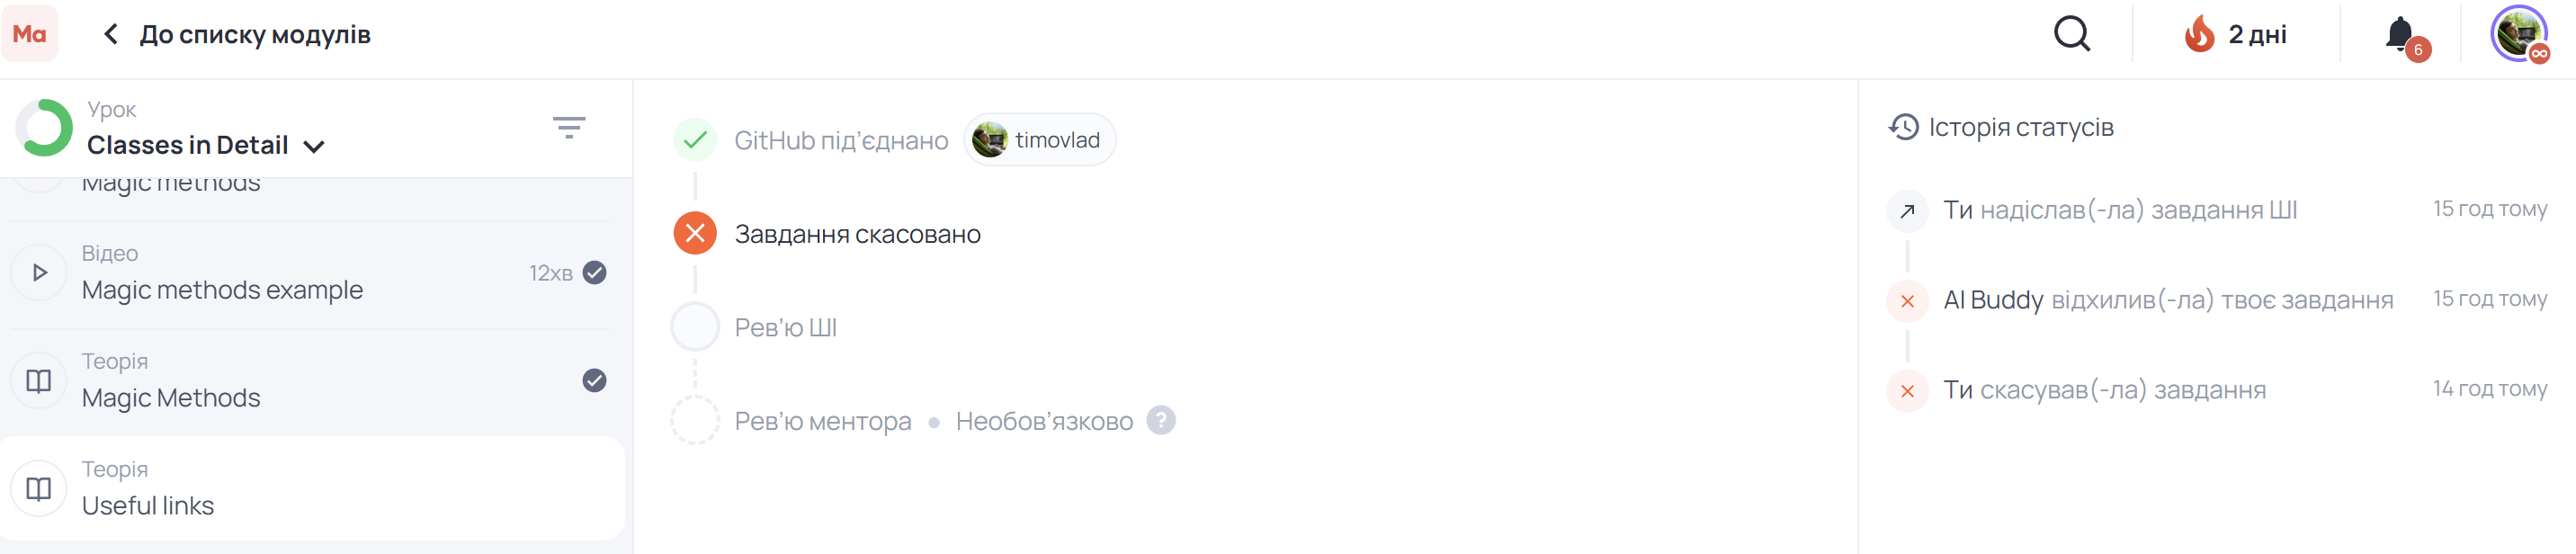 Ma
До списку модулів
2 дні
6
Урок
Classes in Detail
Magic methods
Відео
Magic methods example
12хв
Теорія
Magic Methods
Теорія
Useful links
GitHub під’єднано
timovlad
Завдання скасовано
Рев’ю ШІ
Рев’ю ментора • Необов’язково ?
Історія статусів
Ти надіслав(-ла) завдання ШІ 15 год тому
AI Buddy відхилив(-ла) твоє завдання 15 год тому
Ти скасував(-ла) завдання 14 год тому